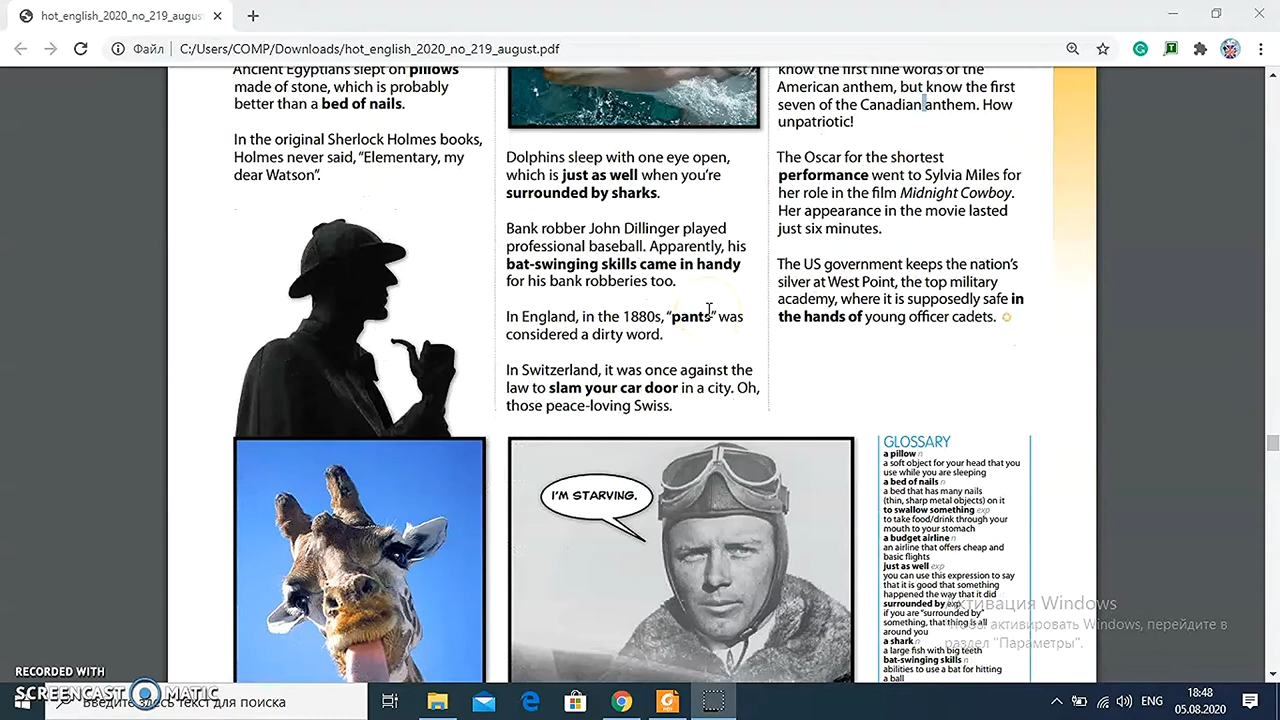 hot_english_2020_no_219_augus
Файл
C:/Users/COMP/Downloads/hot_english_2020_no_219_august.pdf
Ancient Egyptians slept on pillows
made of stone, which is probably
better than a bed of nails.
In the original Sherlock Holmes books,
Holmes never said, “Elementary, my
dear Watson”.
Dolphins sleep with one eye open,
which is just as well when you’re
surrounded by sharks.
Bank robber John Dillinger played
professional baseball. Apparently, his
bat-swinging skills came in handy
for his bank robberies too.
In England, in the 1880s, “pants” was
considered a dirty word.
In Switzerland, it was once against the
law to slam your car door in a city. Oh,
those peace-loving Swiss.
know the first nine words of the
American anthem, but know the first
seven of the Canadian anthem. How
unpatriotic!
The Oscar for the shortest
performance went to Sylvia Miles for
her role in the film Midnight Cowboy.
Her appearance in the movie lasted
just six minutes.
The US government keeps the nation’s
silver at West Point, the top military
academy, where it is supposedly safe in
the hands of young officer cadets.
I’M STARVING.
GLOSSARY
a pillow n
a soft object for your head that you
use while you are sleeping
a bed of nails n
a bed that has many nails
(thin, sharp metal objects) on it
to swallow something exp
to take food/drink through your
mouth to your stomach
a budget airline n
an airline that offers cheap and
basic flights
just as well exp
you can use this expression to say
that it is good that something
happened the way that it did
surrounded by exp
if you are “surrounded by”
something, that thing is all
around you
a shark n
a large fish with big teeth
bat-swinging skills n
abilities to use a bat for hitting
a ball
Активация Windows
Чтобы активировать Windows, перейдите в
раздел "Параметры".
RECORDED WITH
SCREENCAST MATIC
Введите здесь текст для поиска
ENG
18:48
05.08.2020